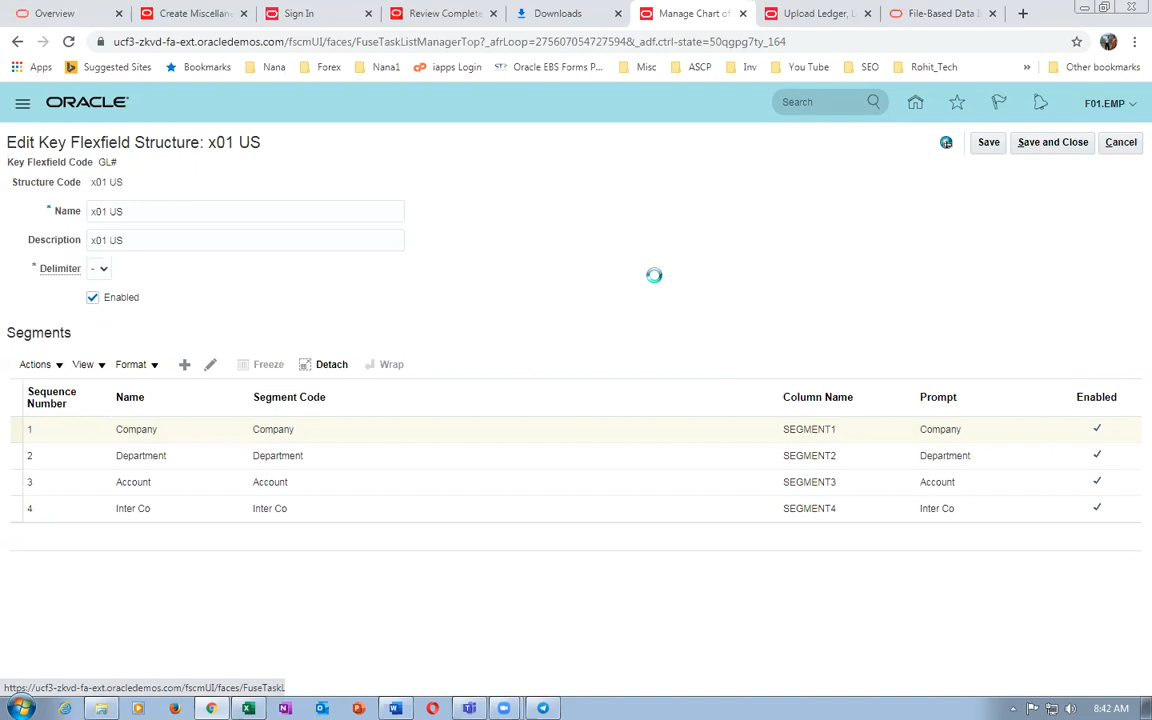 Overview
Create Miscellan
Sign In
Review Complete
Downloads
Manage Chart of
Upload Ledger, L
File-Based Data I
ucf3-zkvd-fa-ext.oracledemos.com/fscmUI/faces/FuseTaskListManagerTop?_afrLoop=275607054727594&_adf.ctrl-state=50qgpg7ty_164
Apps
Suggested Sites
Bookmarks
Nana
Forex
Nana1
iapps Login
Oracle EBS Forms P...
Misc
ASCP
Inv
You Tube
SEO
Rohit_Tech
»
Other bookmarks
ORACLE
Search
F01.EMP
Edit Key Flexfield Structure: x01 US
Save
Save and Close
Cancel
Key Flexfield Code GL#
Structure Code x01 US
* Name x01 US
Description x01 US
* Delimiter -
Enabled
Segments
Actions View Format Freeze Detach Wrap
Sequence Number Name Segment Code Column Name Prompt Enabled
1 Company Company SEGMENT1 Company
2 Department Department SEGMENT2 Department
3 Account Account SEGMENT3 Account
4 Inter Co Inter Co SEGMENT4 Inter Co
https://ucf3-zkvd-fa-ext.oracledemos.com/fscmUI/faces/FuseTaskL
8:42 AM